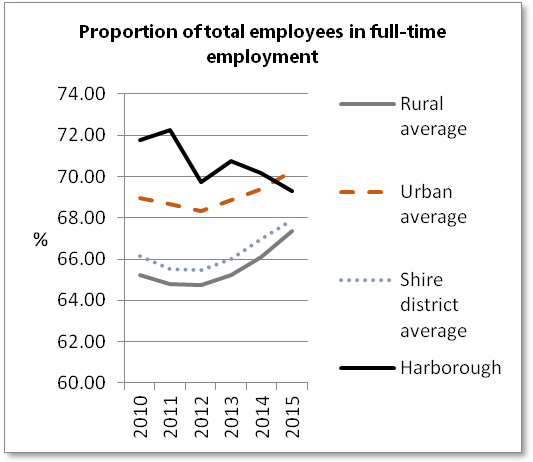 Proportion of total employees in full-time
employment
74.00
72.00
70.00
68.00
66.00
64.00
62.00
60.00
%
2010
2011
2012
2013
2014
2015
Rural
average
Urban
average
Shire
district
average
Harborough